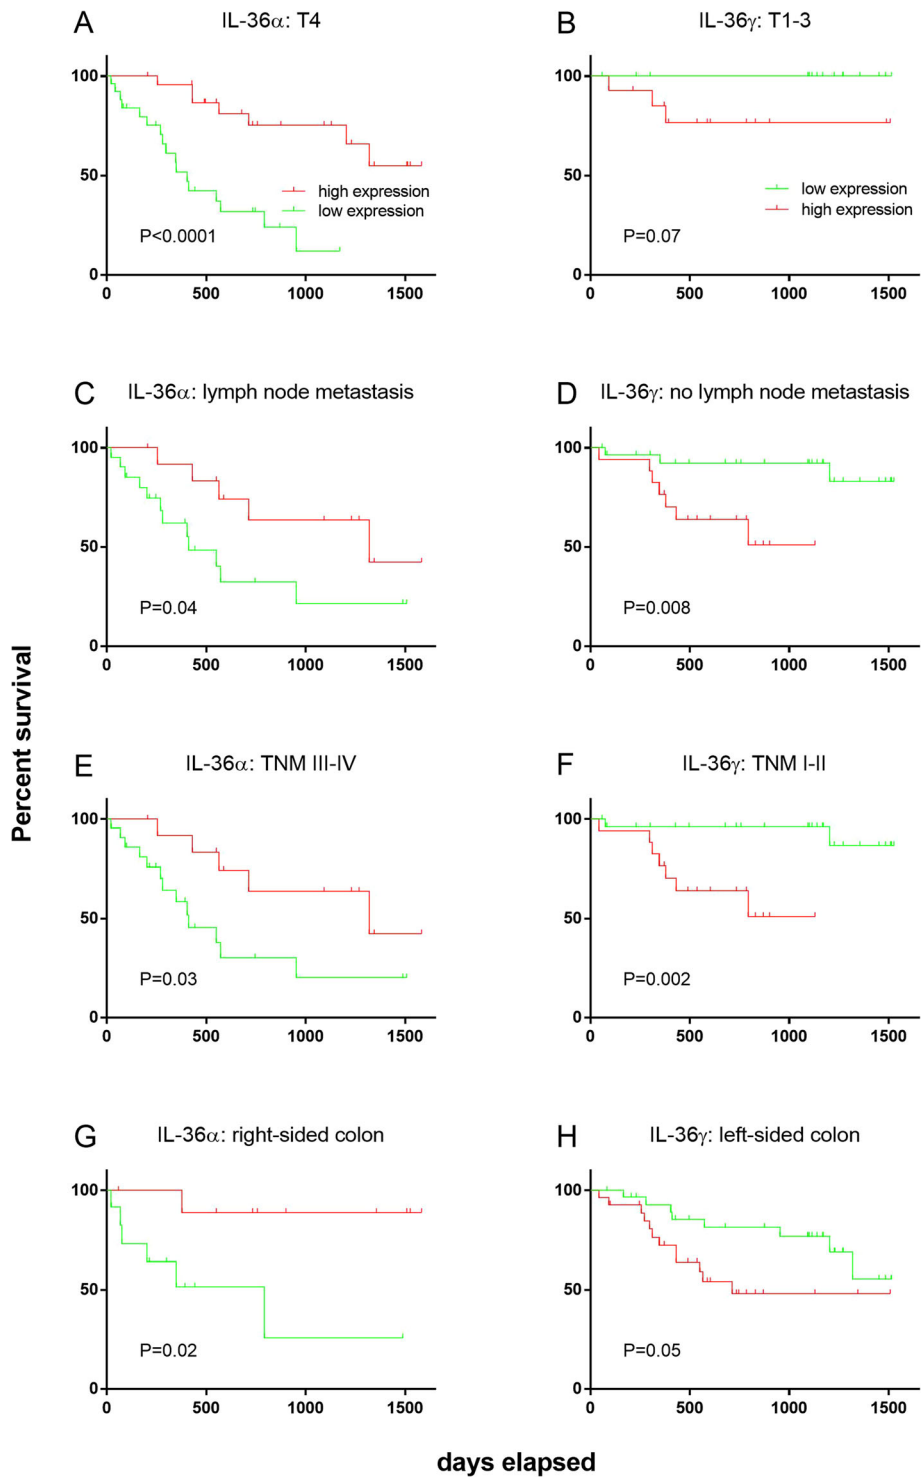 A IL-36α: T4
100
50
0
high expression
low expression
P<0.0001
0 500 1000 1500
B IL-36γ: T1-3
100
50
0
low expression
high expression
P=0.07
0 500 1000 1500
C IL-36α: lymph node metastasis
100
50
0
P=0.04
0 500 1000 1500
D IL-36γ: no lymph node metastasis
100
50
0
P=0.008
0 500 1000 1500
Percent survival
E IL-36α: TNM III-IV
100
50
0
P=0.03
0 500 1000 1500
F IL-36γ: TNM I-II
100
50
0
P=0.002
0 500 1000 1500
G IL-36α: right-sided colon
100
50
0
P=0.02
0 500 1000 1500
H IL-36γ: left-sided colon
100
50
0
P=0.05
0 500 1000 1500
days elapsed